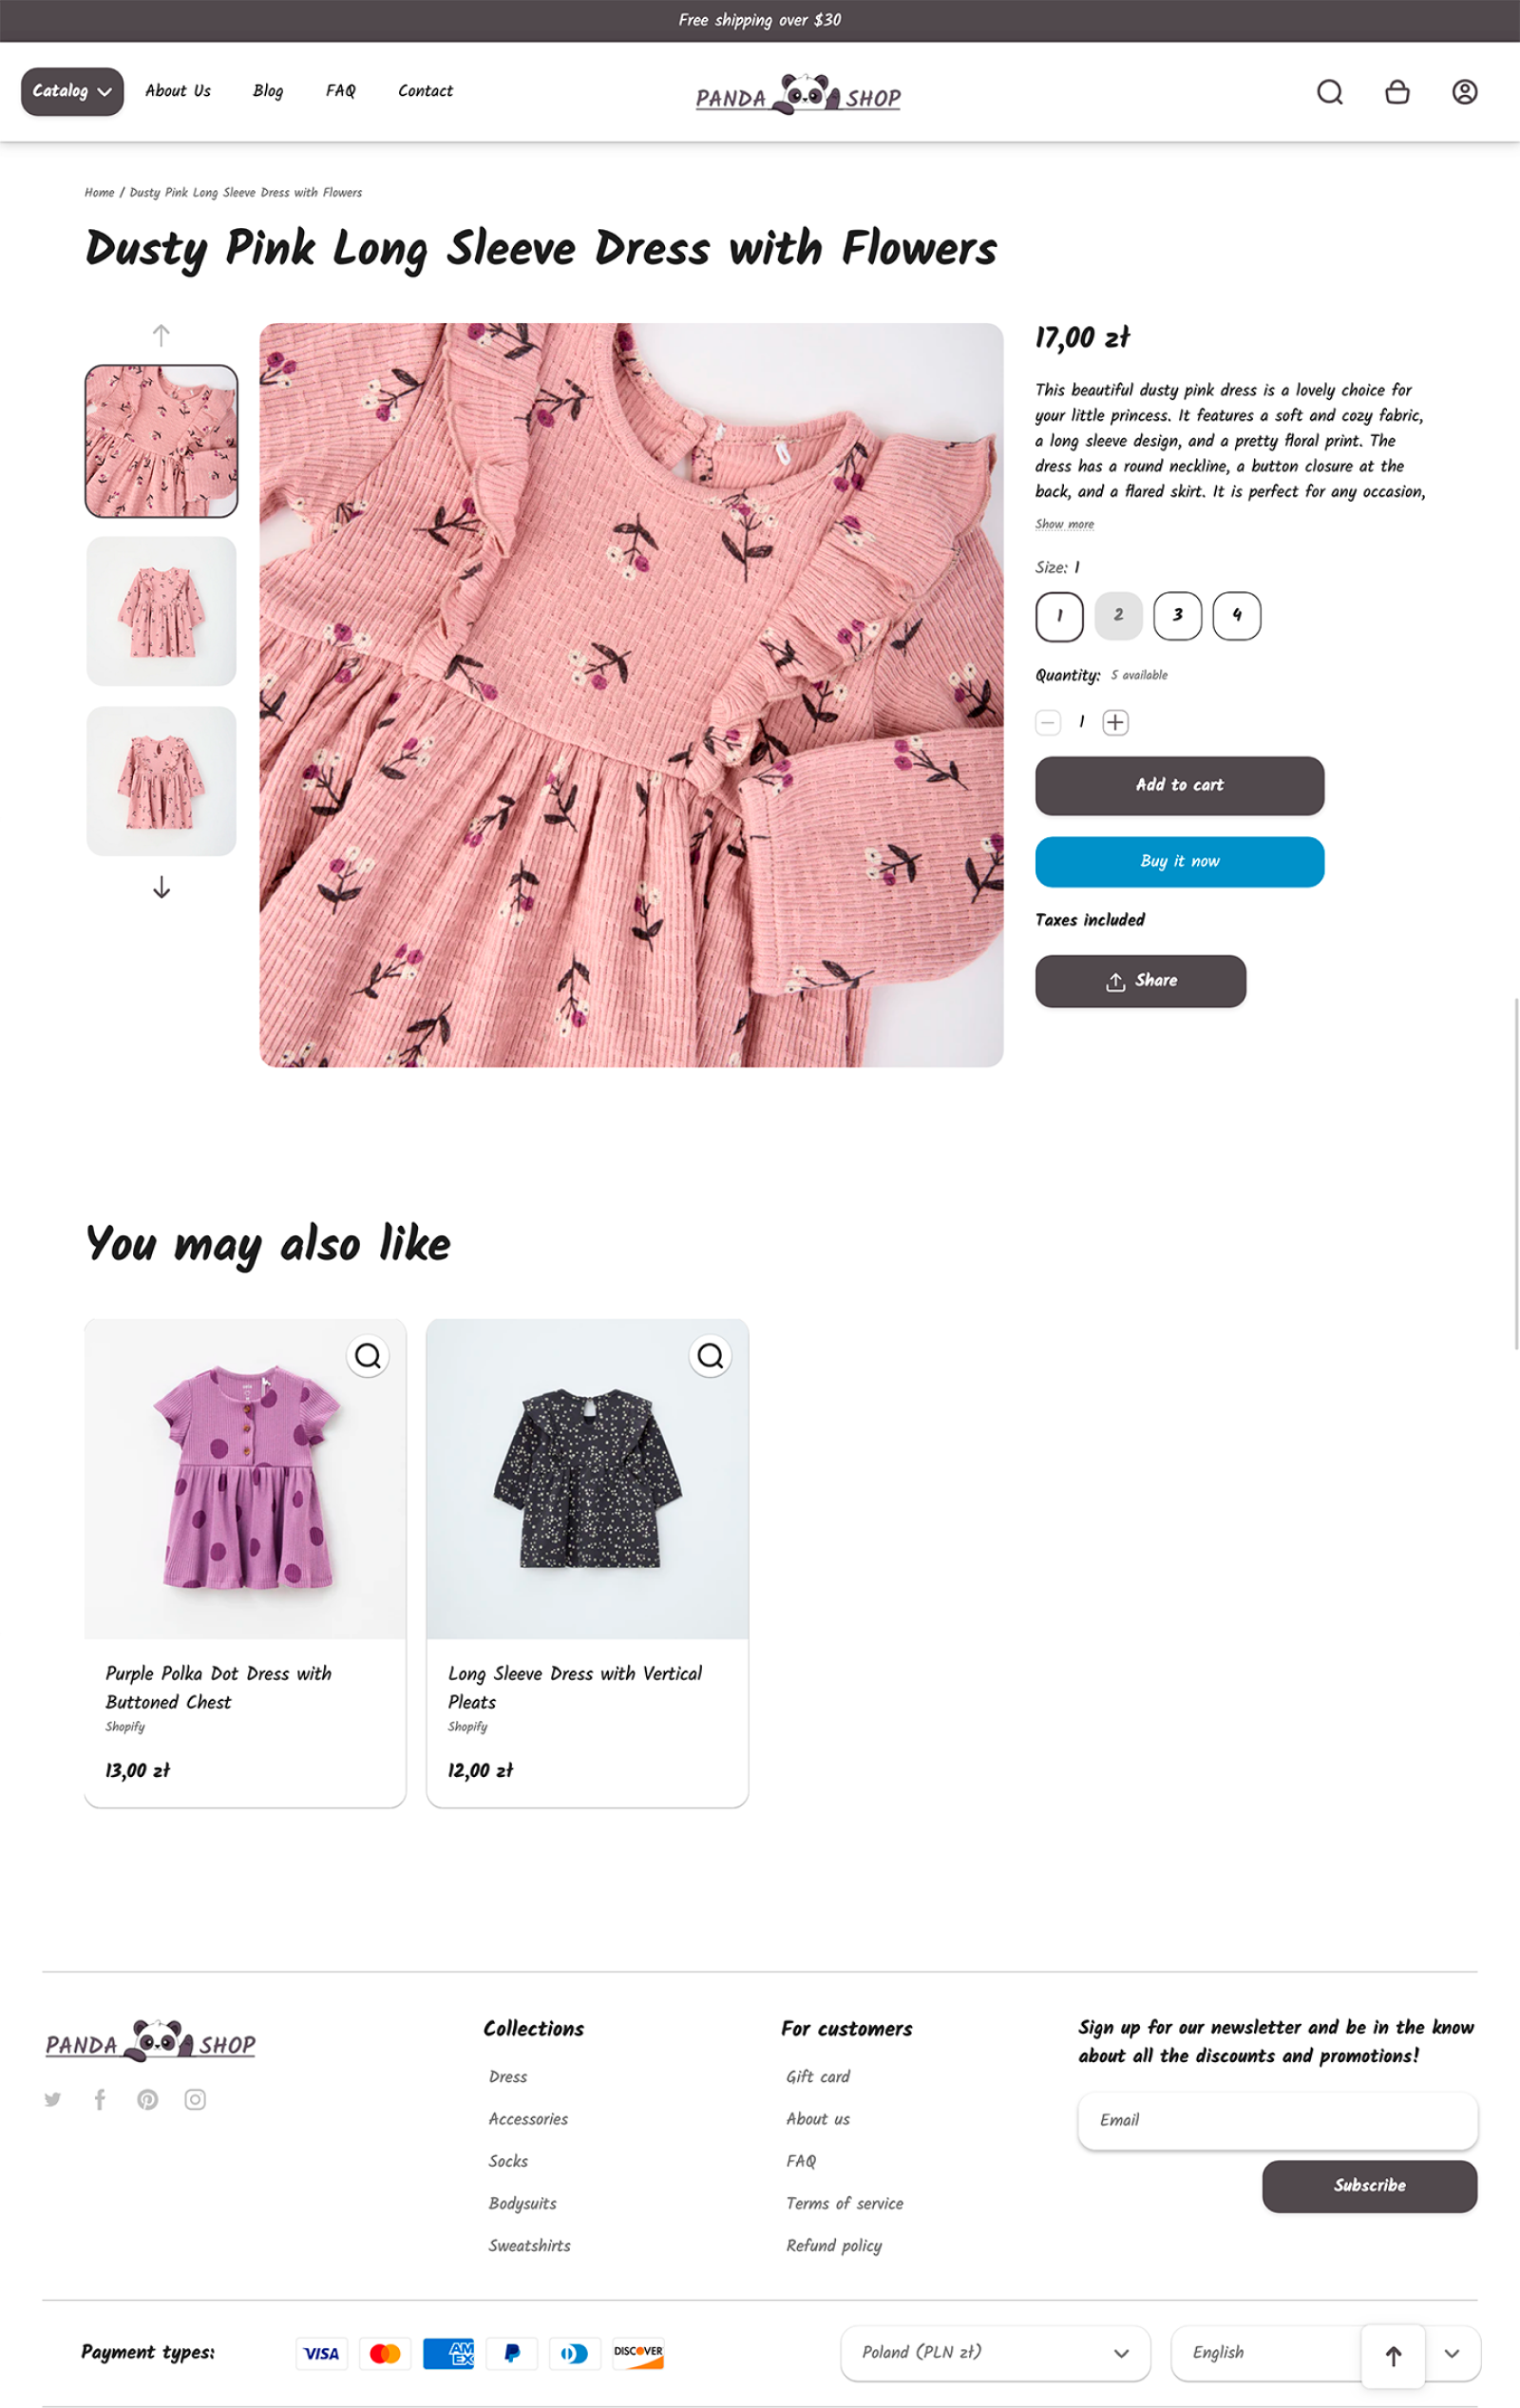 Free shipping over $30
Catalog
About Us
Blog
FAQ
Contact
PANDA SHOP
Home / Dusty Pink Long Sleeve Dress with Flowers
Dusty Pink Long Sleeve Dress with Flowers
17,00 zł
This beautiful dusty pink dress is a lovely choice for
your little princess. It features a soft and cozy fabric,
a long sleeve design, and a pretty floral print. The
dress has a round neckline, a button closure at the
back, and a flared skirt. It is perfect for any occasion,
Show more
Size: 1
1 2 3 4
Quantity: 5 available
1
Add to cart
Buy it now
Taxes included
Share
You may also like
Purple Polka Dot Dress with
Buttoned Chest
Shopify
13,00 zł
Long Sleeve Dress with Vertical
Pleats
Shopify
12,00 zł
PANDA SHOP
Collections
Dress
Accessories
Socks
Bodysuits
Sweatshirts
For customers
Gift card
About us
FAQ
Terms of service
Refund policy
Sign up for our newsletter and be in the know
about all the discounts and promotions!
Email
Subscribe
Payment types:
VISA
AM
EX
DISCOVER
Poland (PLN zł)
English